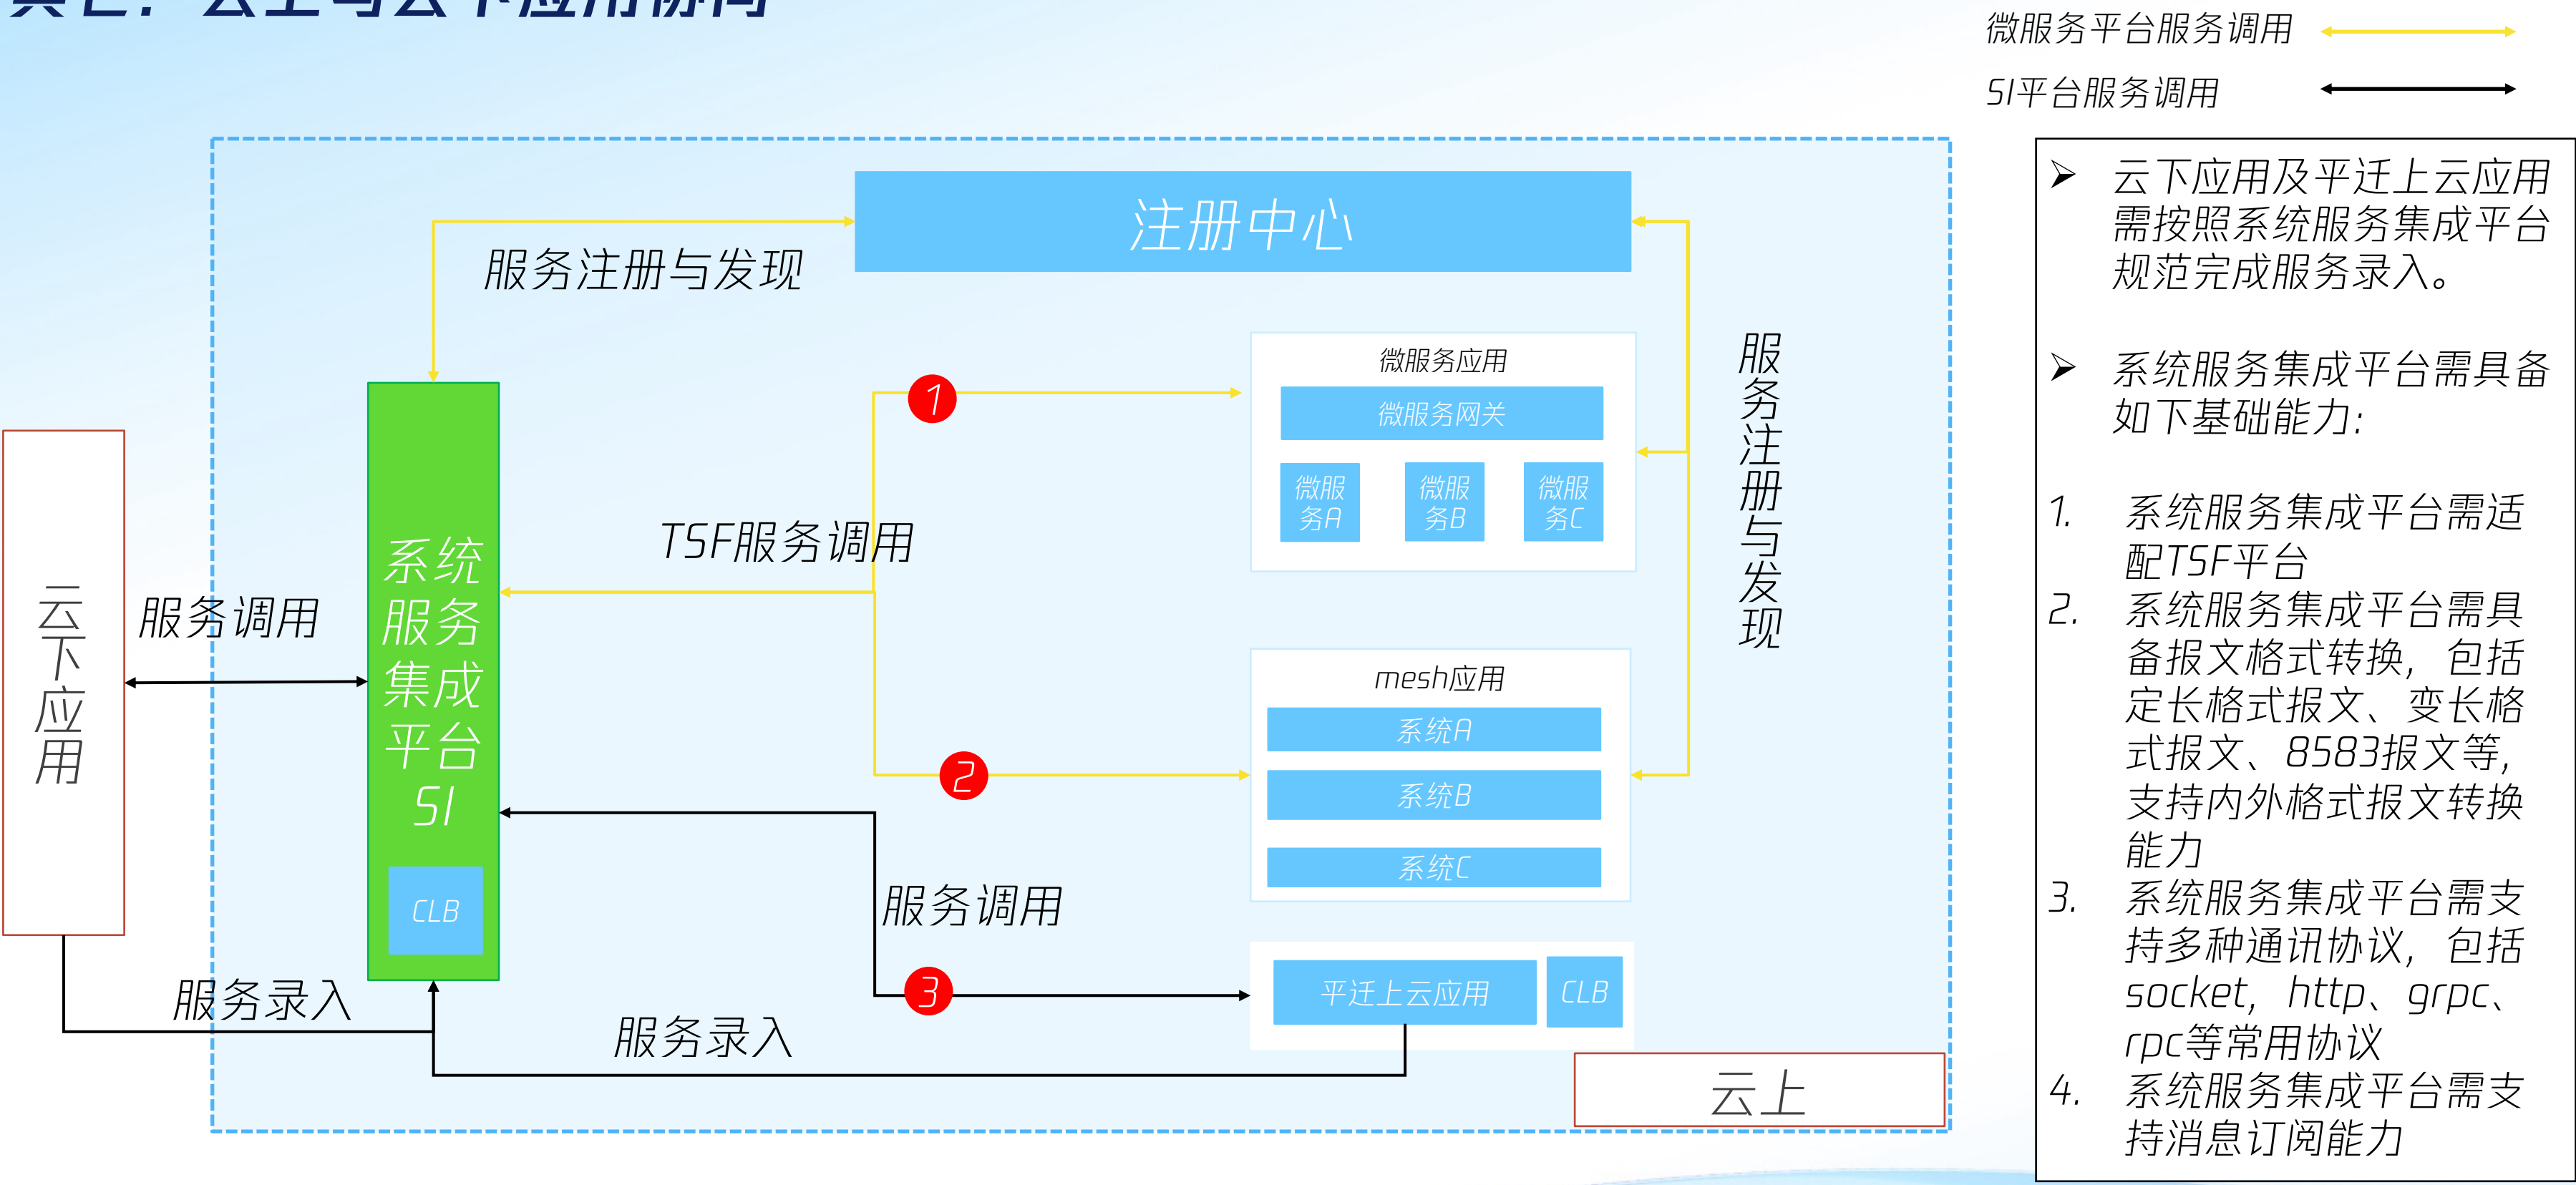 云上与云下应用协同
微服务平台服务调用
SI平台服务调用
注册中心
服务注册与发现
微服务应用
微服务网关
微服
务A
微服
务B
微服
务C
服务注册与发现
TSF服务调用
系统
服务
集成
平台
SI
CLB
云下应用
服务调用
mesh应用
系统A
系统B
系统C
服务调用
平迁上云应用
CLB
服务录入
服务录入
云上
1
2
3
➢ 云下应用及平迁上云应用
需按照系统服务集成平台
规范完成服务录入。
➢ 系统服务集成平台需具备
如下基础能力:
1. 系统服务集成平台需适
配TSF平台
2. 系统服务集成平台需具
备报文格式转换, 包括
定长格式报文、变长格
式报文、8583报文等,
支持内外格式报文转换
能力
3. 系统服务集成平台需支
持多种通讯协议, 包括
socket, http、grpc、
rpc等常用协议
4. 系统服务集成平台需支
持消息订阅能力